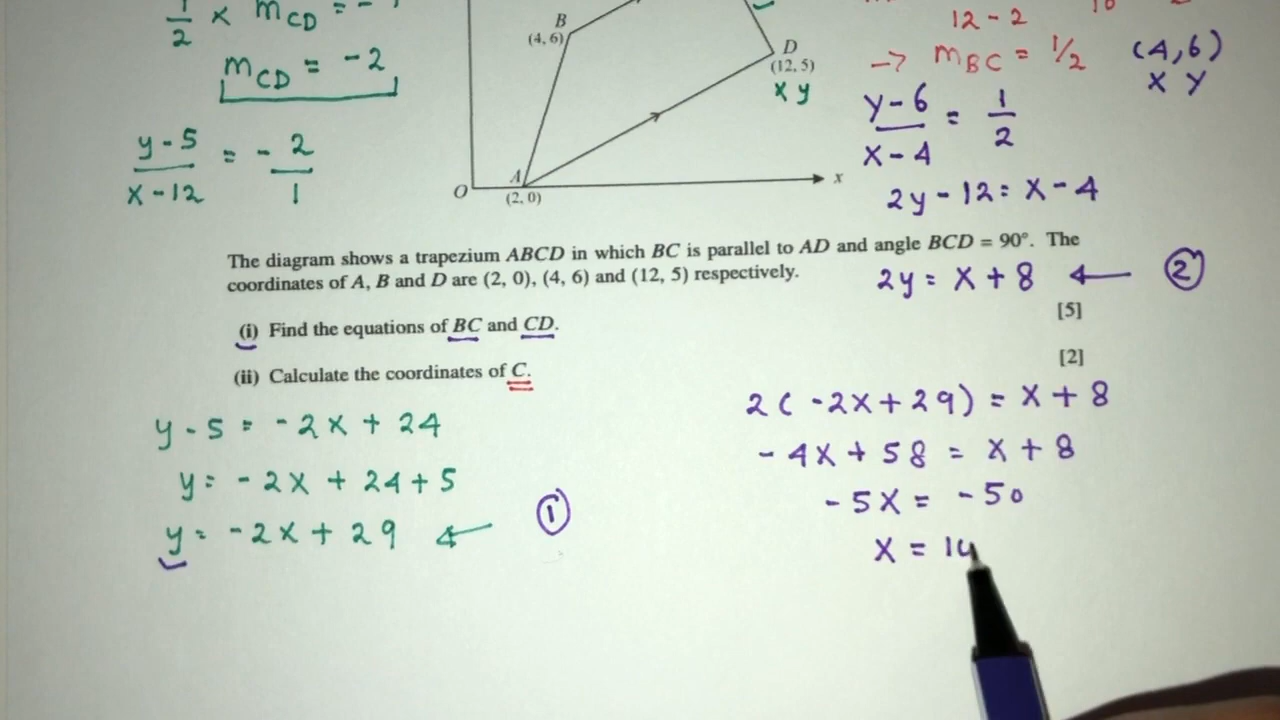 1/2 × mCD = -
mCD = -2
y - 5 / x - 12 = - 2 / 1
B
(4, 6)
D
(12, 5)
x y
A
O
(2, 0)
x
12 - 2
→ mBC = 1/2
(4, 6)
x y
y - 6 / x - 4 = 1 / 2
2y - 12 = x - 4
The diagram shows a trapezium ABCD in which BC is parallel to AD and angle BCD = 90°. The
coordinates of A, B and D are (2, 0), (4, 6) and (12, 5) respectively.
2y = x + 8 ← ②
(i) Find the equations of BC and CD. [5]
(ii) Calculate the coordinates of C. [2]
y - 5 = -2x + 24
y = -2x + 24 + 5
y = -2x + 29 ← ①
2(-2x + 29) = x + 8
-4x + 58 = x + 8
-5x = -50